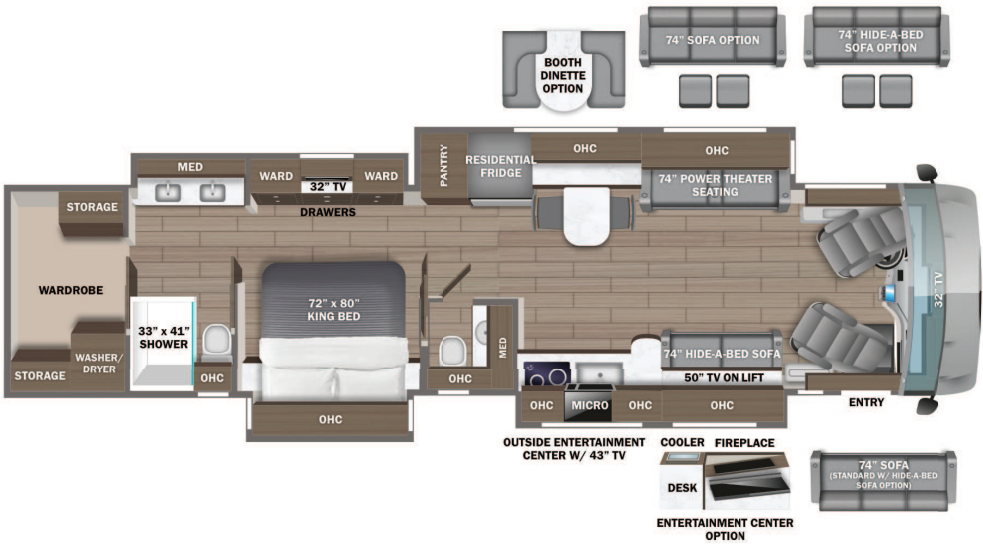 74” SOFA OPTION
74” HIDE-A-BED
SOFA OPTION
BOOTH
DINETTE
OPTION
MED
WARD
32” TV
WARD
DRAWERS
PANTRY
RESIDENTIAL
FRIDGE
OHC
OHC
74” POWER THEATER
SEATING
STORAGE
WARDROBE
STORAGE
WASHER/
DRYER
33” x 41”
SHOWER
OHC
72” x 80”
KING BED
OHC
OHC
MED
74” HIDE-A-BED SOFA
50” TV ON LIFT
32” TV
OHC
MICRO
OHC
OHC
ENTRY
OUTSIDE ENTERTAINMENT
CENTER W/ 43” TV
COOLER
FIREPLACE
DESK
ENTERTAINMENT CENTER
OPTION
74” SOFA
(STANDARD W/ HIDE-A-BED
SOFA OPTION)